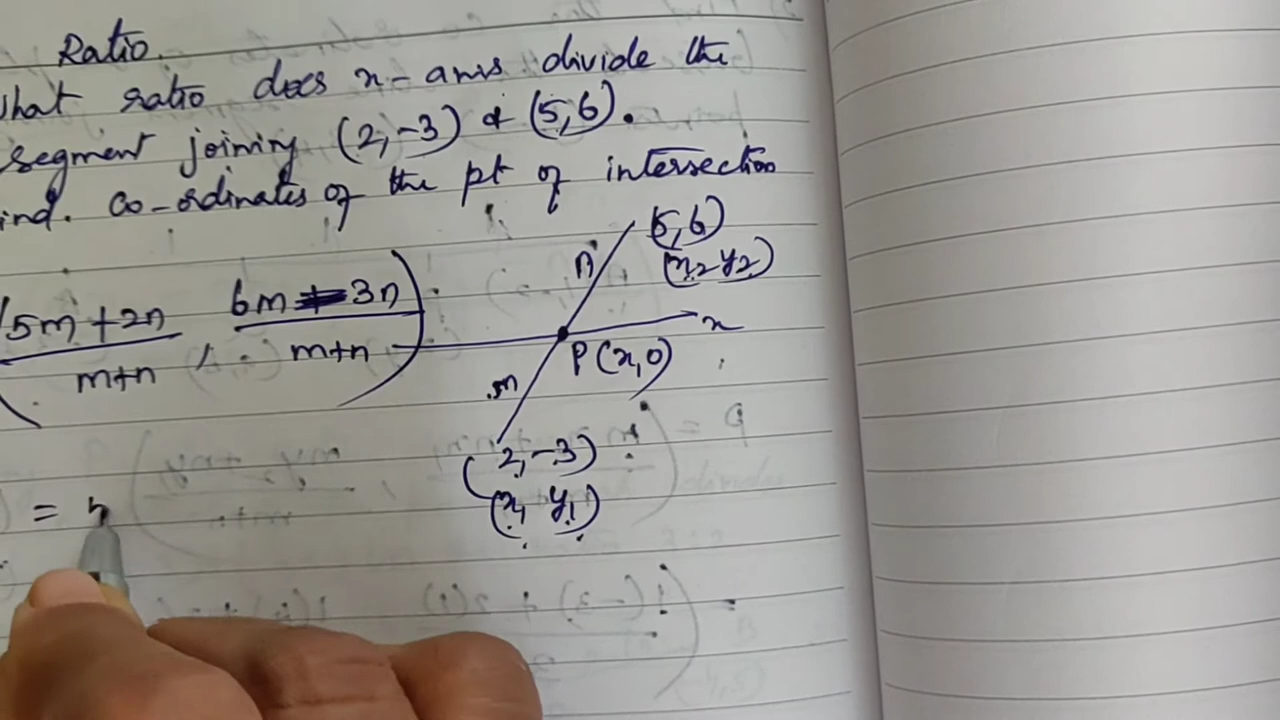 Ratio.
what ratio does x-axis divide the
segment joining (2,-3) & (5,6).
ind. Co-ordinates of the pt of intersection
(5,6)
(x2 y2)
n
(5m+2n / m+n , 6m-3n / m+n)
x
P(x,0)
m
(2,-3)
(x1 y1)
=